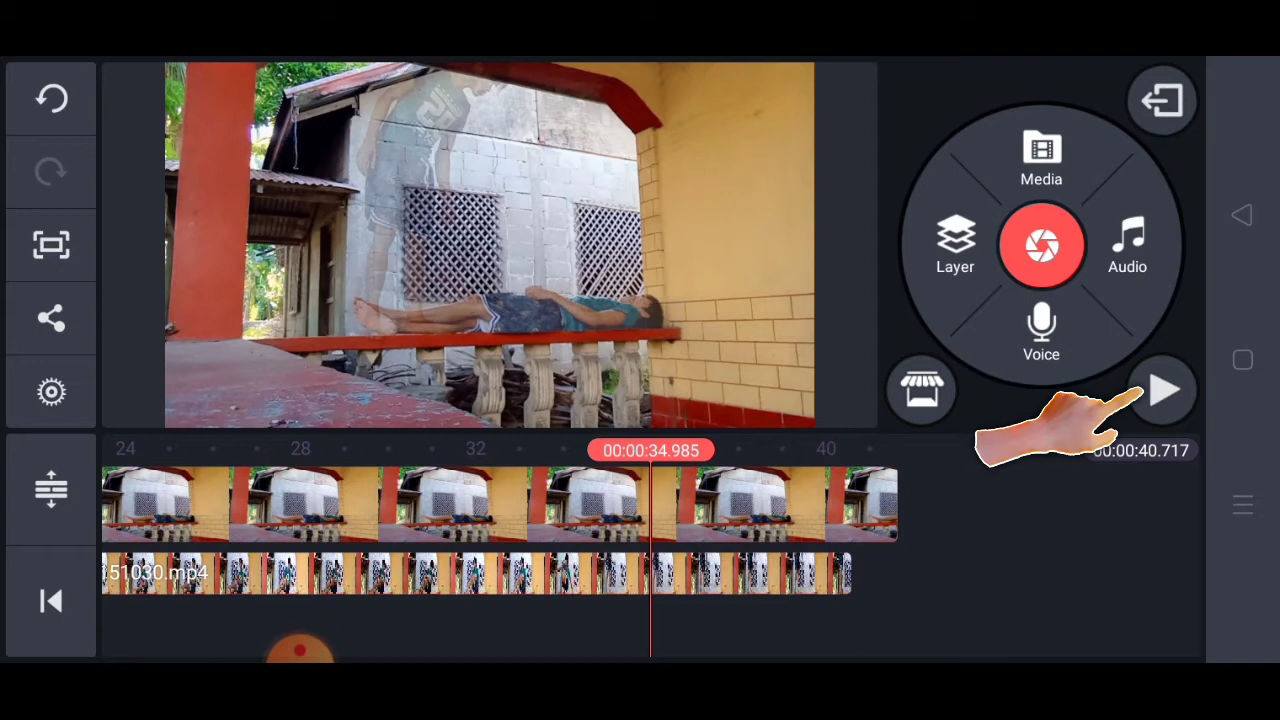 Media
Layer
Audio
Voice
24
28
32
00:00:34.985
40
00:00:40.717
51030.mp4